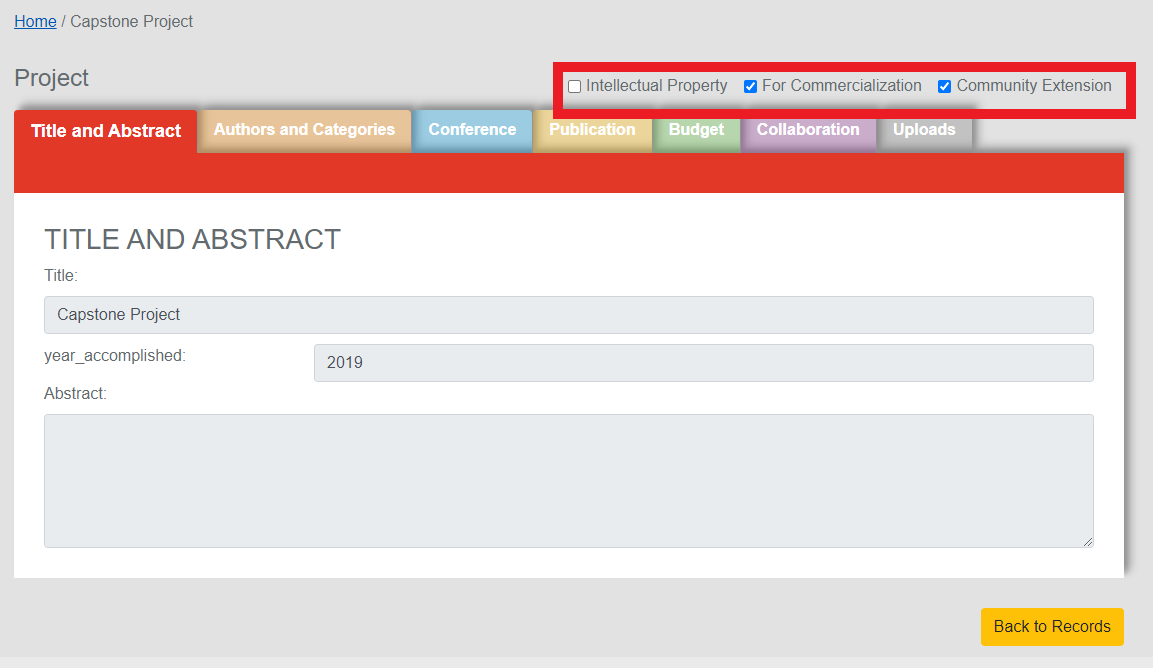 Home / Capstone Project
Project
Intellectual Property For Commercialization Community Extension
Title and Abstract Authors and Categories Conference Publication Budget Collaboration Uploads
TITLE AND ABSTRACT
Title:
Capstone Project
year_accomplished:
2019
Abstract:
Back to Records